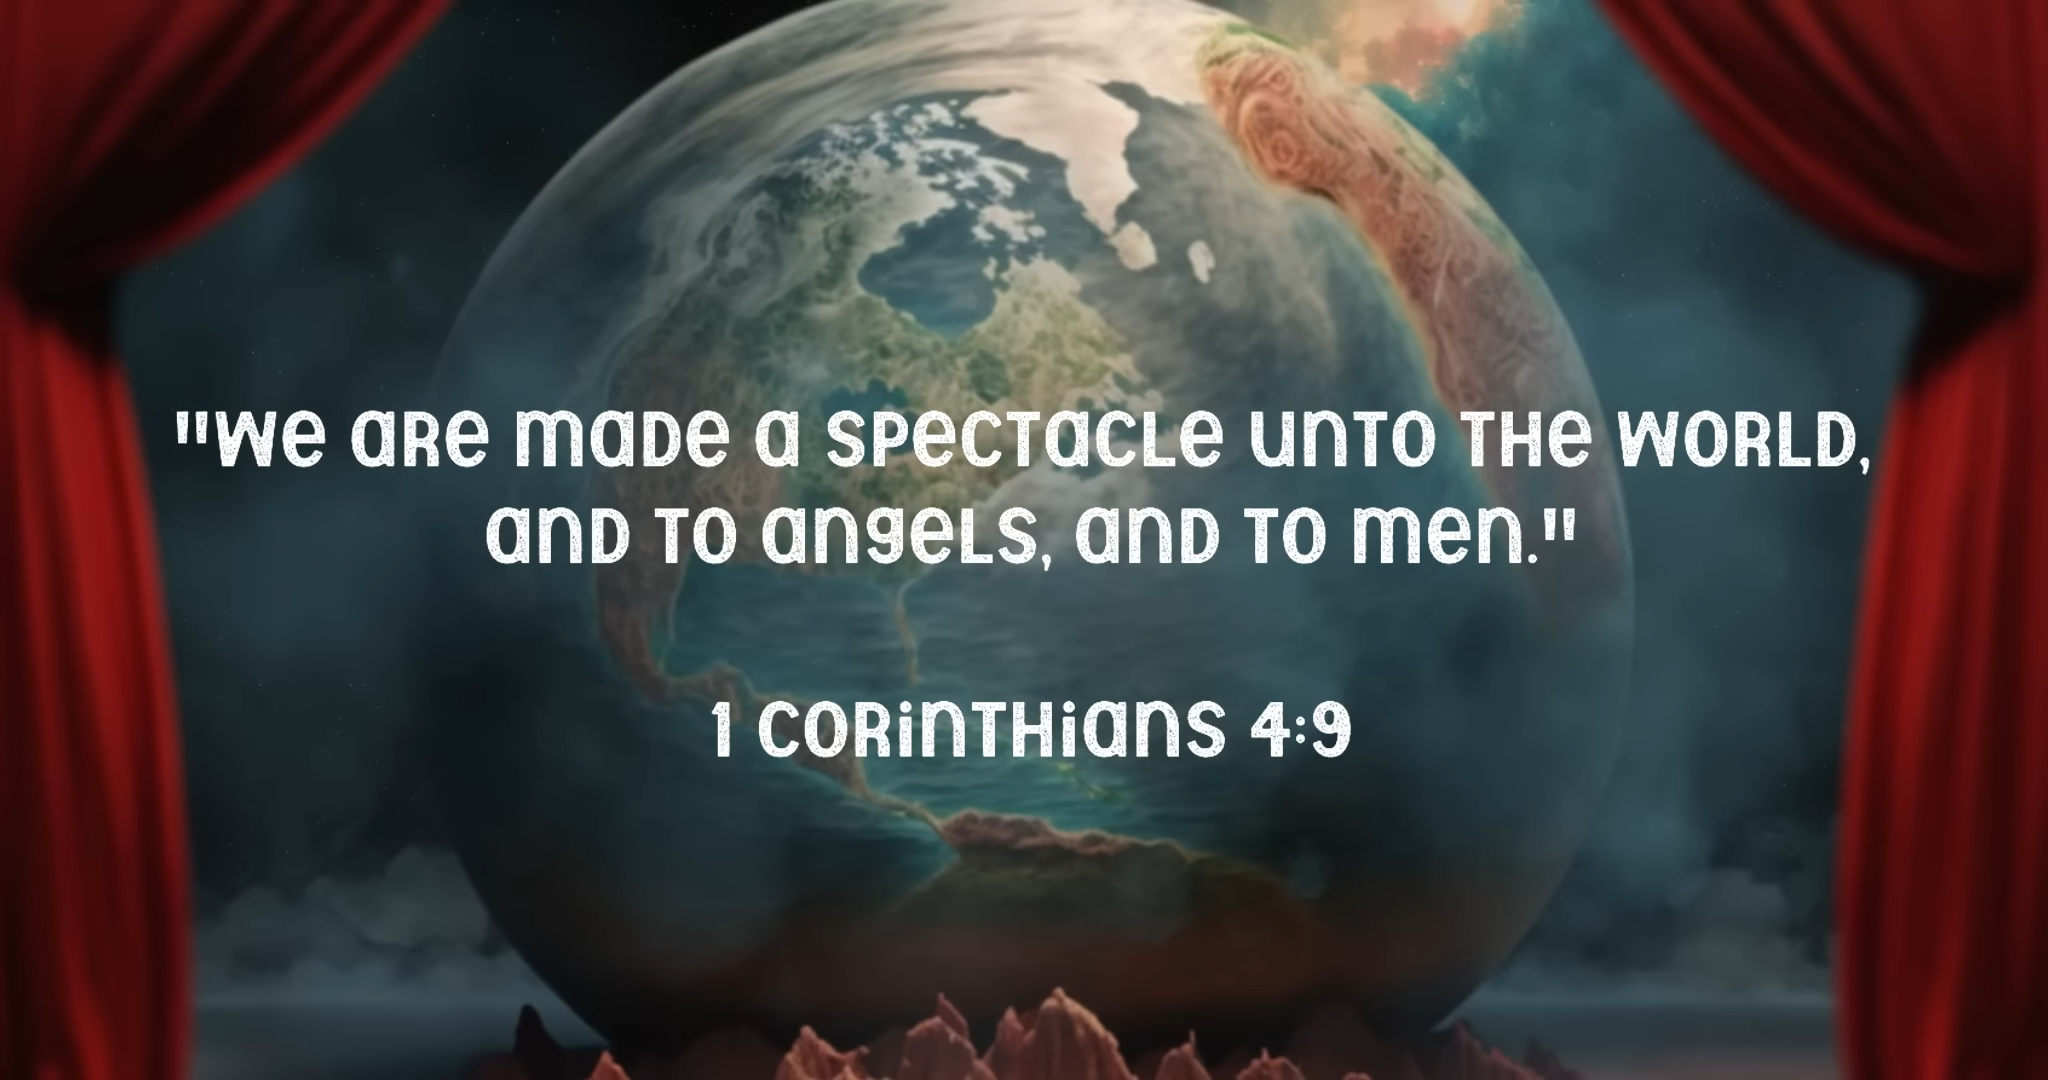 "We are made a spectacle unto the world,
and to angels, and to men."
1 Corinthians 4:9